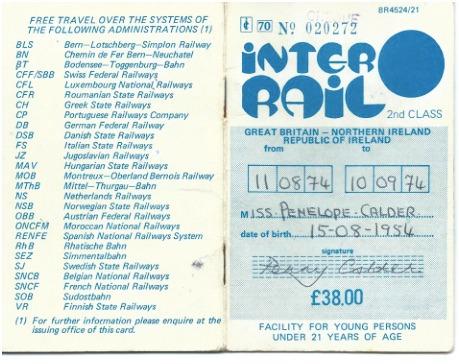 FREE TRAVEL OVER THE SYSTEMS OF
THE FOLLOWING ADMINISTRATIONS (1)
BLS Bern—Lotschberg—Simplon Railway
BN Chemin de Fer Bern—Neuchatel
BT Bodensee—Toggenburg—Bahn
CFF/SBB Swiss Federal Railways
CFL Luxembourg National Railways
CFR Roumanian State Railways
CH Greek State Railways
CP Portuguese Railways Company
DB German Federal Railway
DSB Danish State Railways
FS Italian State Railways
JZ Jugoslavian Railways
MAV Hungarian State Railways
MOB Montreux—Oberland Bernois Railway
MThB Mittel—Thurgau—Bahn
NS Netherlands Railways
NSB Norwegian State Railways
OBB Austrian Federal Railways
ONCFM Moroccan National Railways
RENFE Spanish National Railways System
RhB Rhatische Bahn
SEZ Simmentalbahn
SJ Swedish State Railways
SNCB Belgian National Railways
SNCF French National Railways
SOB Sudostbahn
VR Finnish State Railways
(1) For further information please enquire at the
issuing office of this card.
BR4524/21
70 No 020272
INTER
RAIL
2nd CLASS
GREAT BRITAIN — NORTHERN IRELAND
REPUBLIC OF IRELAND
from to
11 08 74 10 09 74
MISS PENELOPE CALDER
date of birth 15-08-1954
signature
Penny Calder
£38.00
FACILITY FOR YOUNG PERSONS
UNDER 21 YEARS OF AGE